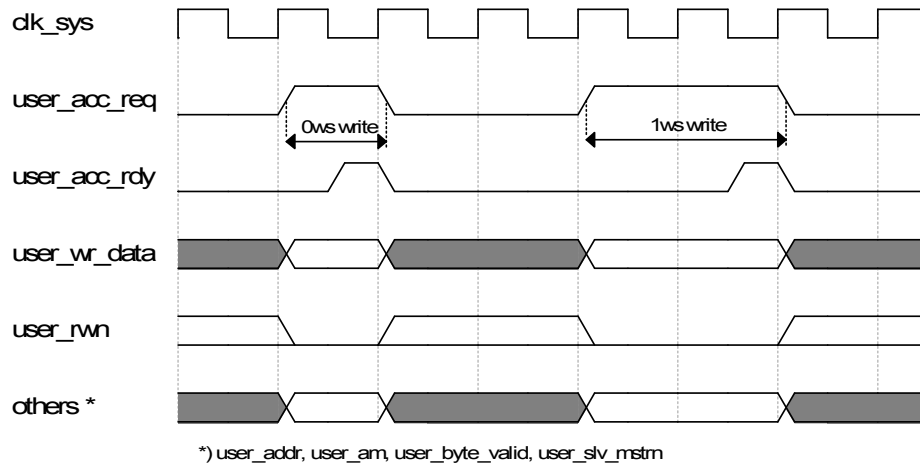 clk_sys
user_acc_req
0ws write
1ws write
user_acc_rdy
user_wr_data
user_rwn
others *
*) user_addr, user_am, user_byte_valid, user_slv_mstrn